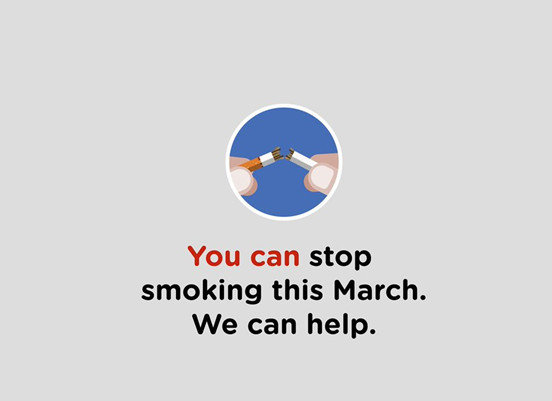 You can stop
smoking this March.
We can help.